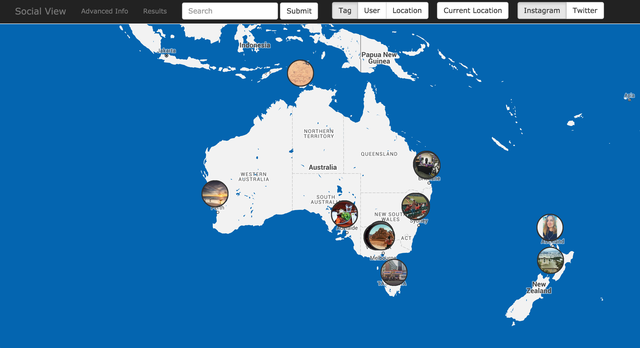 Social View
Advanced Info
Results
Search
Submit
Tag
User
Location
Current Location
Instagram
Twitter
Jakarta
Indonesia
Papua New
Guinea
NORTHERN
TERRITORY
QUEENSLAND
Australia
WESTERN
AUSTRALIA
SOUTH
NEW SOUTH
WALES
Sydney
ACT
New
Zealand